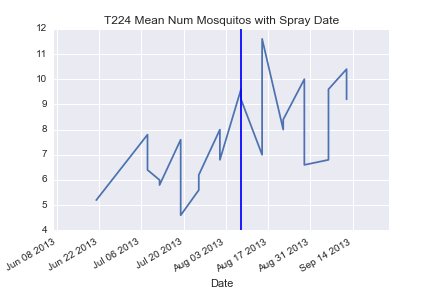 T224 Mean Num Mosquitos with Spray Date
12
11
10
9
8
7
6
5
4
Jun 08 2013
Jun 22 2013
Jul 06 2013
Jul 20 2013
Aug 03 2013
Aug 17 2013
Aug 31 2013
Sep 14 2013
Date